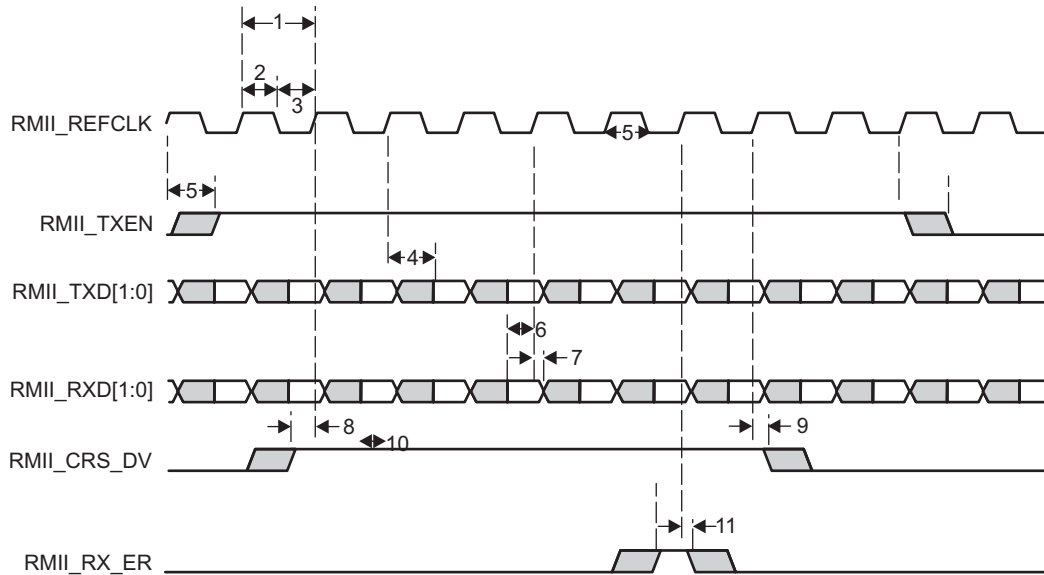 1
2
3
RMII_REFCLK
5
5
RMII_TXEN
4
RMII_TXD[1:0]
6
7
RMII_RXD[1:0]
8
9
10
RMII_CRS_DV
11
RMII_RX_ER